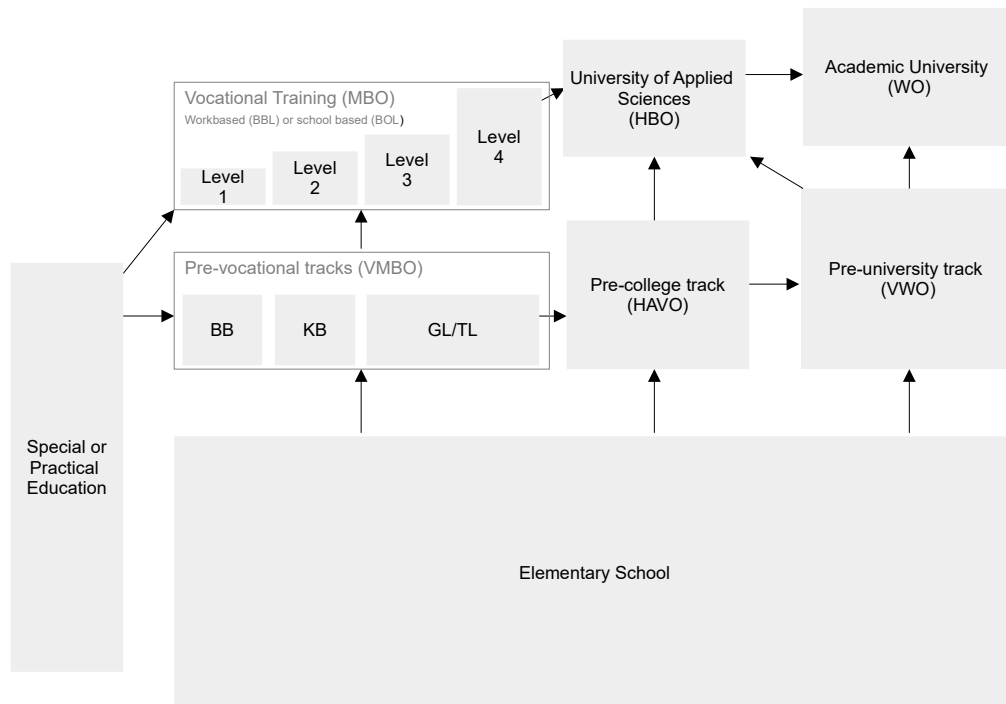 Vocational Training (MBO)
Workbased (BBL) or school based (BOL)
Level
1
Level
2
Level
3
Level
4
University of Applied
Sciences
(HBO)
Academic University
(WO)
Pre-vocational tracks (VMBO)
BB
KB
GL/TL
Pre-college track
(HAVO)
Pre-university track
(VWO)
Special or
Practical
Education
Elementary School